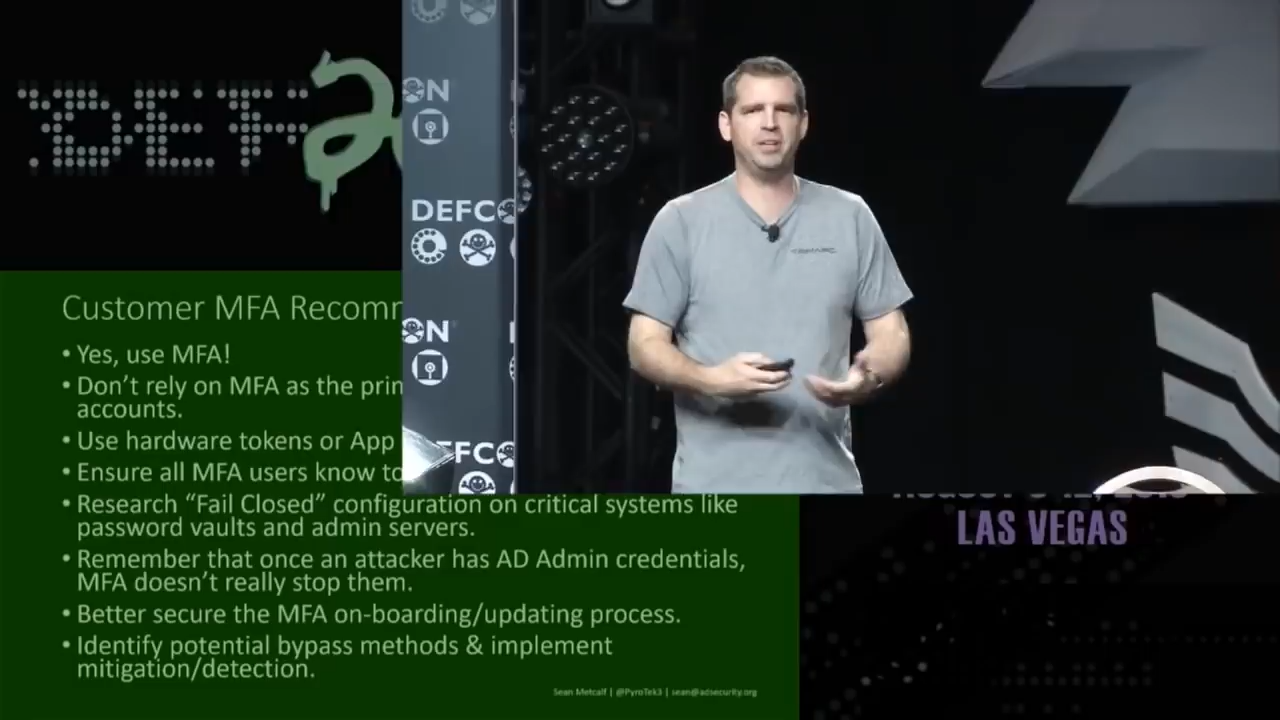 DEF
2
ON
DEFC
ON
EFC
Customer MFA Recomm
• Yes, use MFA!
• Don't rely on MFA as the prin
accounts.
• Use hardware tokens or App
• Ensure all MFA users know to
• Research “Fail Closed” configuration on critical systems like
password vaults and admin servers.
• Remember that once an attacker has AD Admin credentials,
MFA doesn't really stop them.
• Better secure the MFA on-boarding/updating process.
• Identify potential bypass methods & implement
mitigation/detection.
Sean Metcalf | @PyroTek3 | sean@adsecurity.org
LAS VEGAS